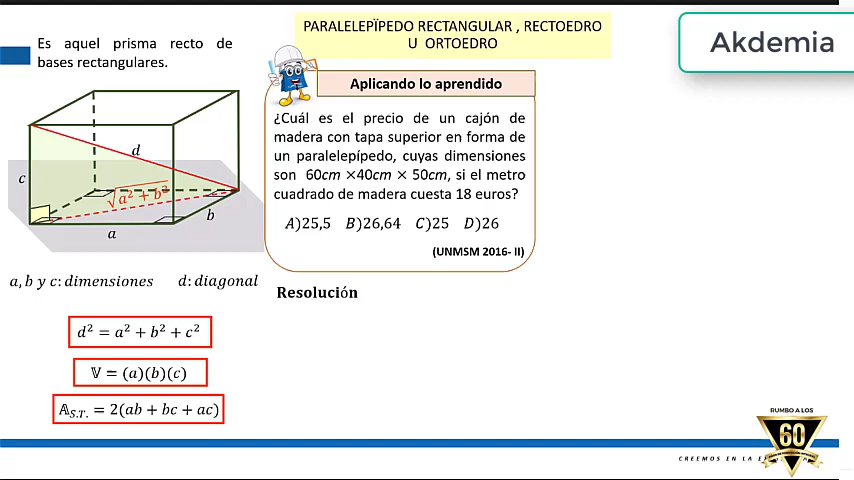 PARALELEPÏPEDO RECTANGULAR , RECTOEDRO
U ORTOEDRO
Akdemia
Es aquel prisma recto de
bases rectangulares.
d
c
√a² + b²
b
a
a, b y c: dimensiones d: diagonal
d² = a² + b² + c²
𝕍 = (a)(b)(c)
𝔸S.T. = 2(ab + bc + ac)
Aplicando lo aprendido
¿Cuál es el precio de un cajón de
madera con tapa superior en forma de
un paralelepípedo, cuyas dimensiones
son 60cm ×40cm × 50cm, si el metro
cuadrado de madera cuesta 18 euros?
A)25,5 B)26,64 C)25 D)26
(UNMSM 2016- II)
Resolución
RUMBO A LOS
60
CREEMOS EN LA